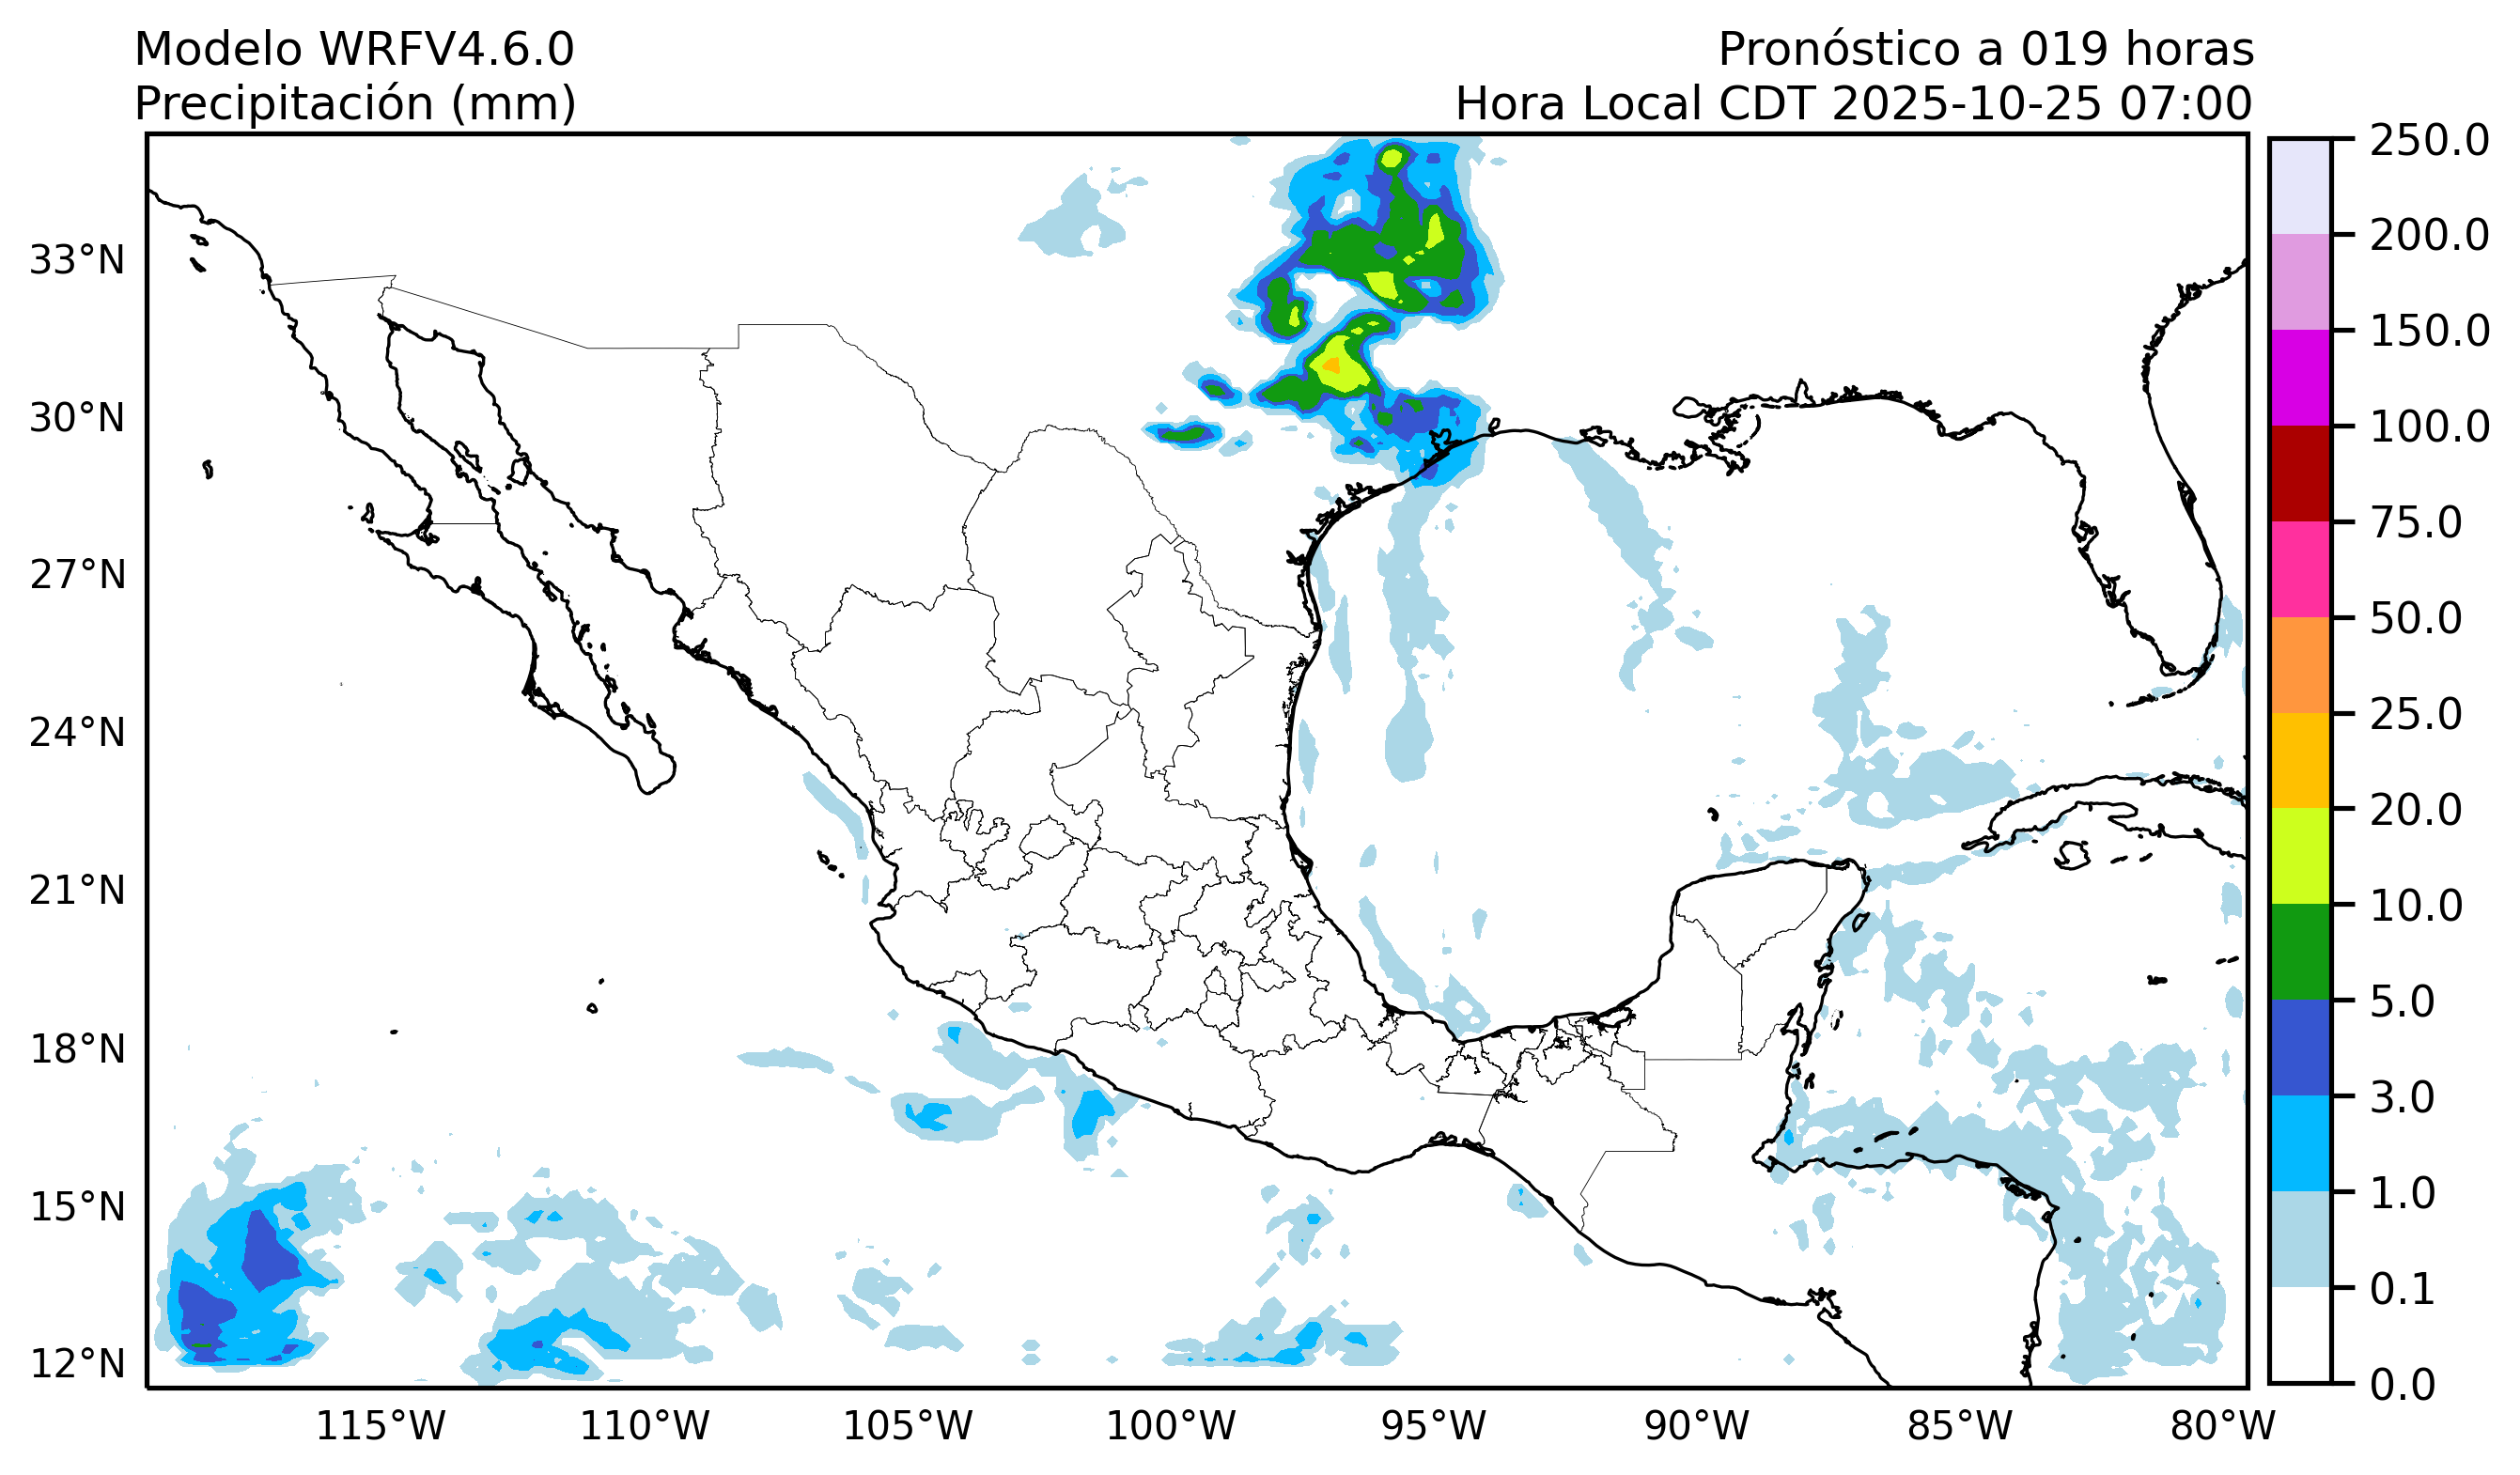 Modelo WRFV4.6.0
Precipitación (mm)
Pronóstico a 019 horas
Hora Local CDT 2025-10-25 07:00
33°N
30°N
27°N
24°N
21°N
18°N
15°N
12°N
115°W
110°W
105°W
100°W
95°W
90°W
85°W
80°W
250.0
200.0
150.0
100.0
75.0
50.0
25.0
20.0
10.0
5.0
3.0
1.0
0.1
0.0